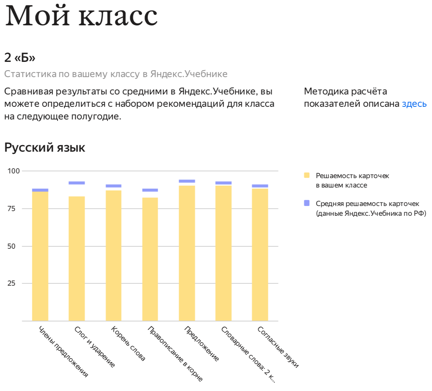 Мой класс
2 «Б»
Статистика по вашему классу в Яндекс.Учебнике
Сравнивая результаты со средними в Яндекс.Учебнике, вы
можете определиться с набором рекомендаций для класса
на следующее полугодие.
Методика расчёта
показателей описана здесь
Русский язык
100
75
50
25
Члены предложения
Слог и ударение
Корень слова
Правописание в корне
Предложение
Словарные слова: 2 к...
Согласные звуки
Решаемость карточек
в вашем классе
Средняя решаемость карточек
(данные Яндекс.Учебника по РФ)